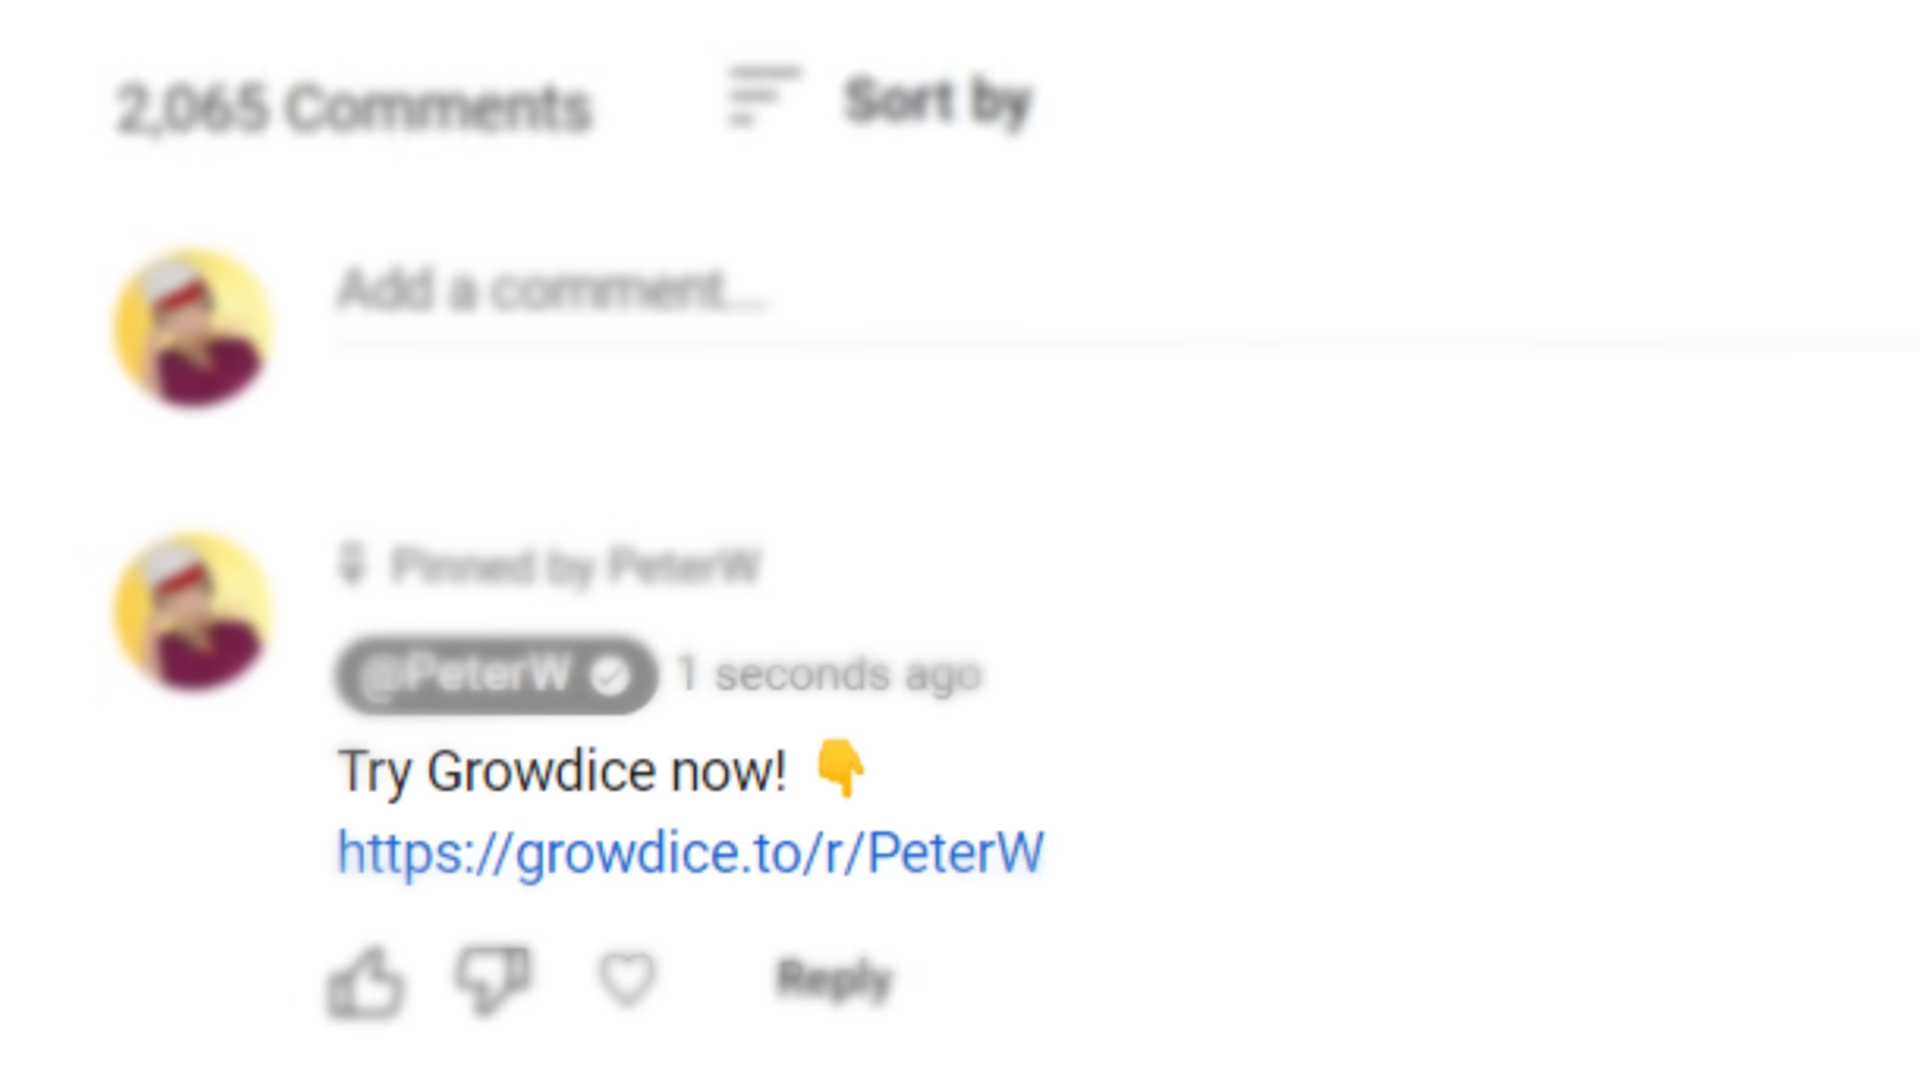 2,065 Comments
Sort by
Add a comment...
Pinned by PeterW
@PeterW 1 seconds ago
Try Growdice now! 👇
https://growdice.to/r/PeterW
Reply